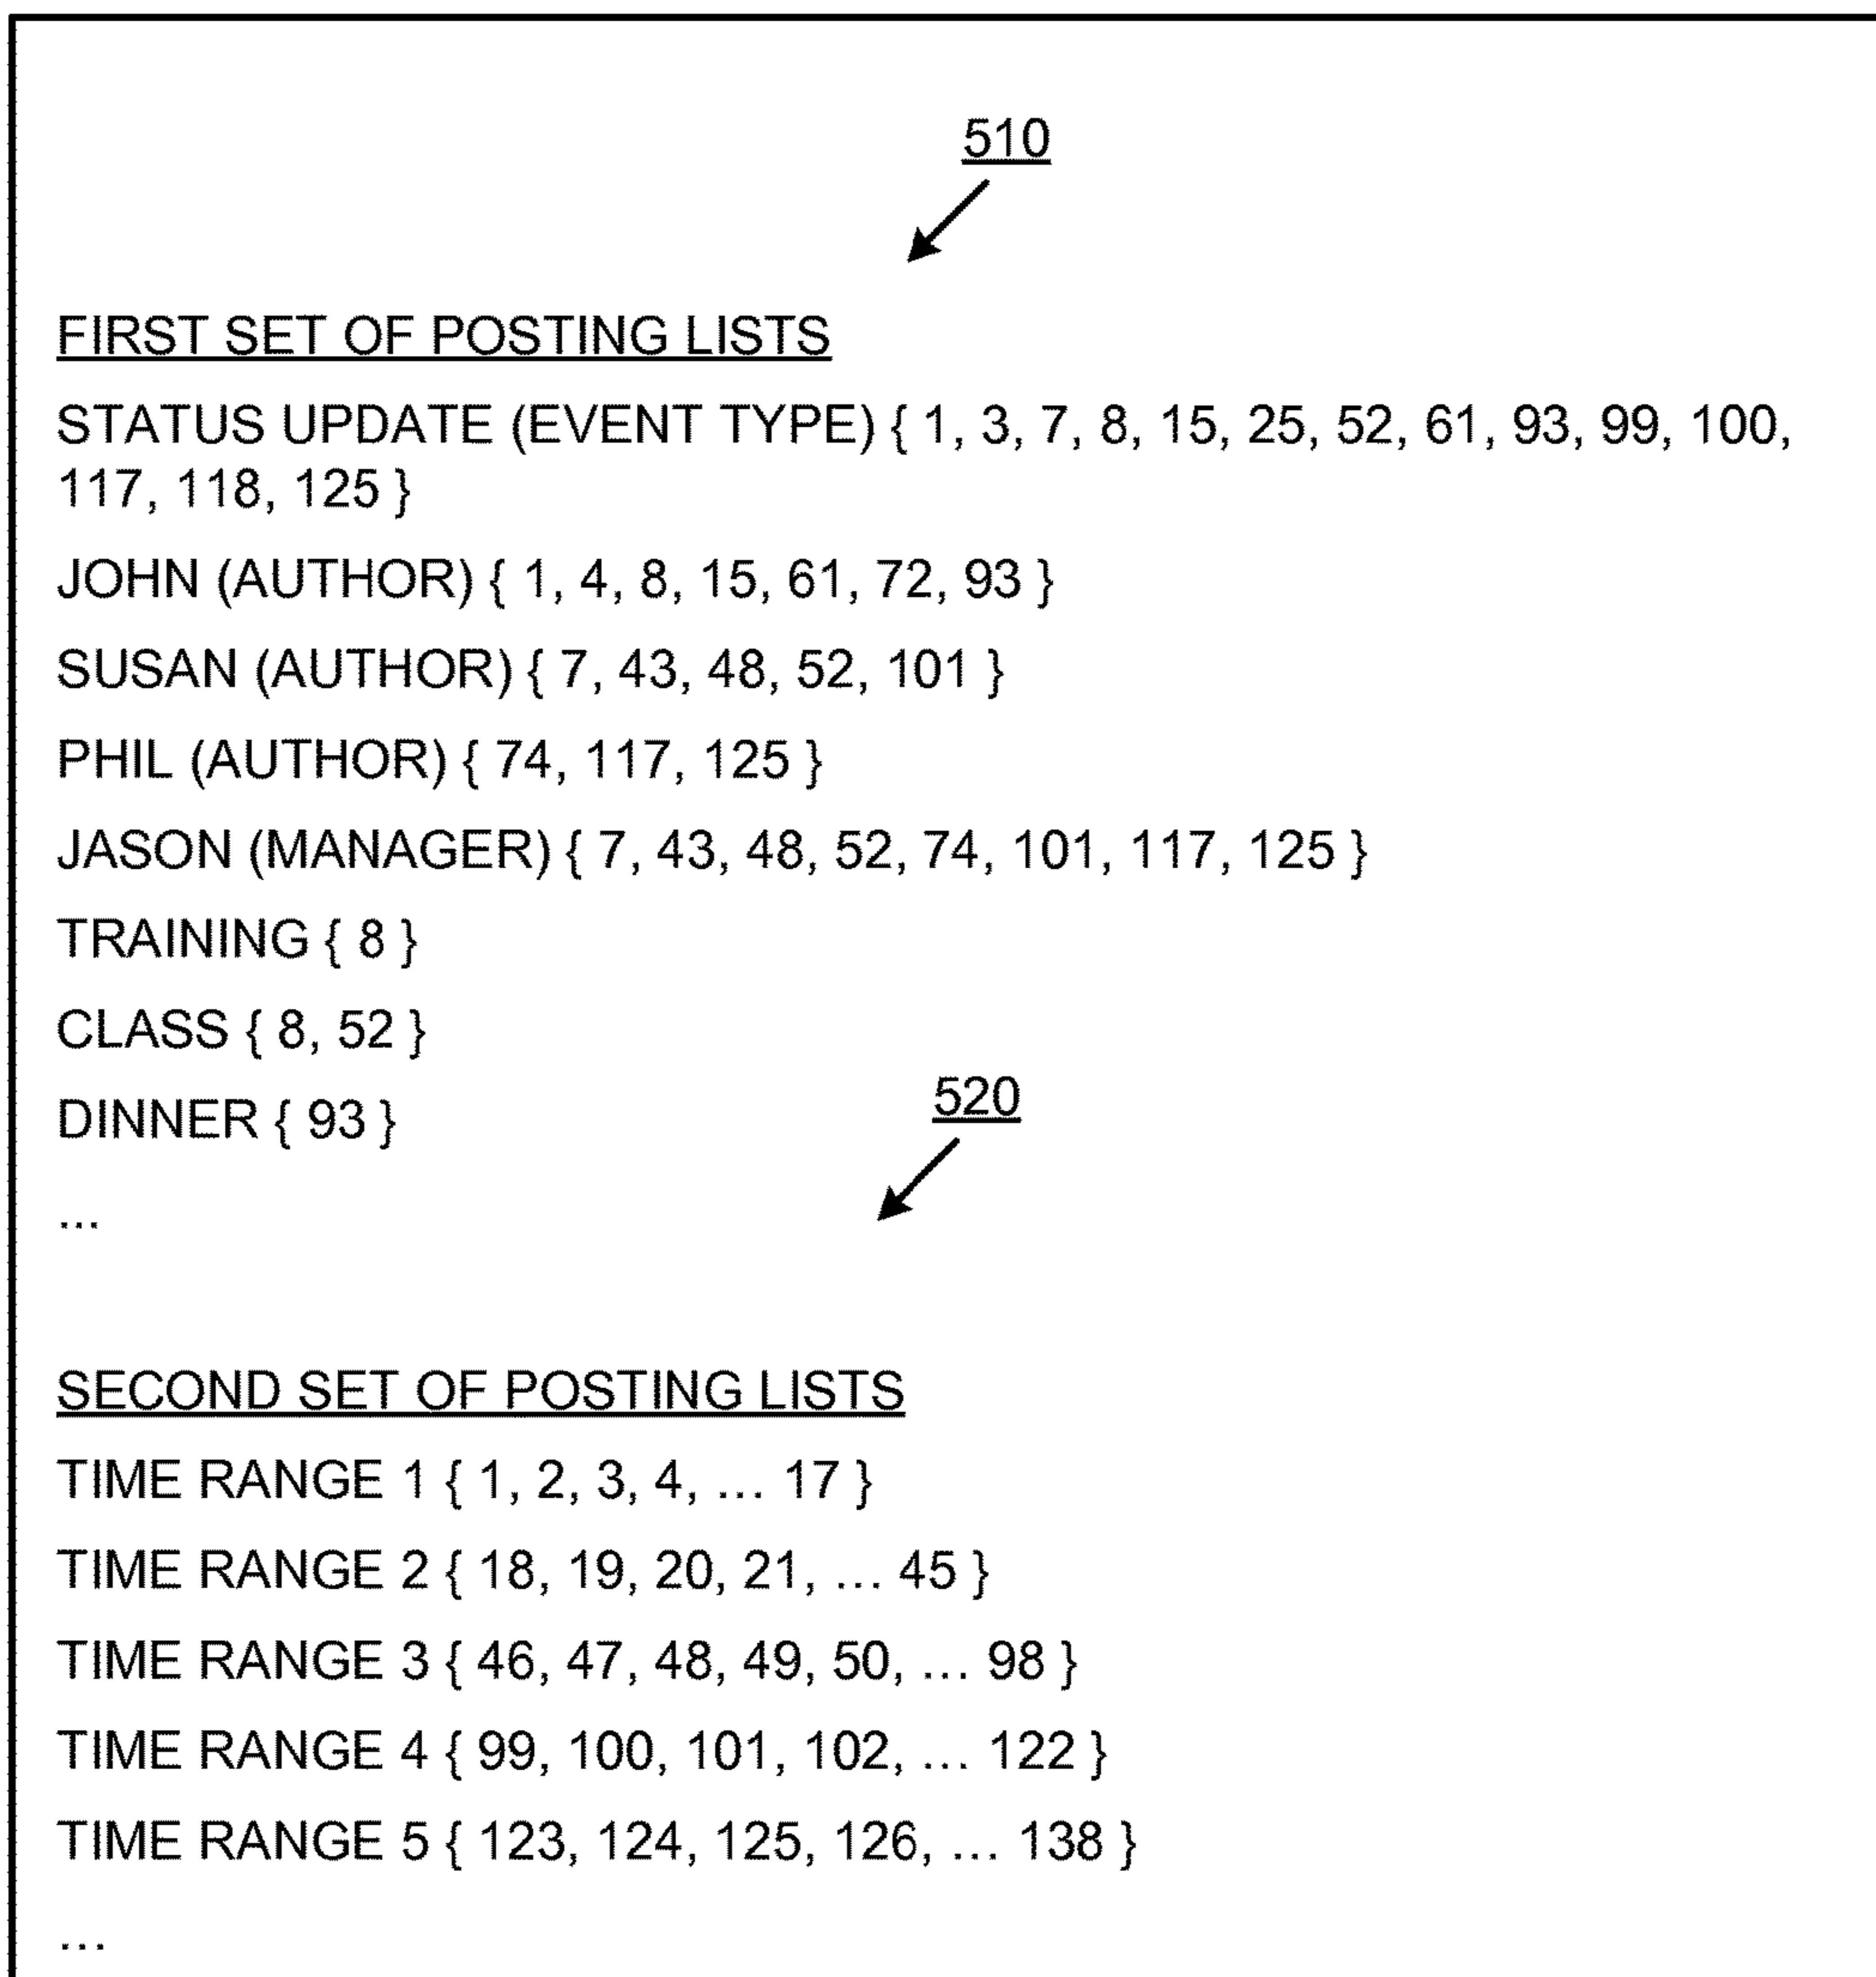 510
FIRST SET OF POSTING LISTS
STATUS UPDATE (EVENT TYPE) { 1, 3, 7, 8, 15, 25, 52, 61, 93, 99, 100,
117, 118, 125 }
JOHN (AUTHOR) { 1, 4, 8, 15, 61, 72, 93 }
SUSAN (AUTHOR) { 7, 43, 48, 52, 101 }
PHIL (AUTHOR) { 74, 117, 125 }
JASON (MANAGER) { 7, 43, 48, 52, 74, 101, 117, 125 }
TRAINING { 8 }
CLASS { 8, 52 }
520
DINNER { 93 }
...
SECOND SET OF POSTING LISTS
TIME RANGE 1 { 1, 2, 3, 4, ... 17 }
TIME RANGE 2 { 18, 19, 20, 21, ... 45 }
TIME RANGE 3 { 46, 47, 48, 49, 50, ... 98 }
TIME RANGE 4 { 99, 100, 101, 102, ... 122 }
TIME RANGE 5 { 123, 124, 125, 126, ... 138 }
...